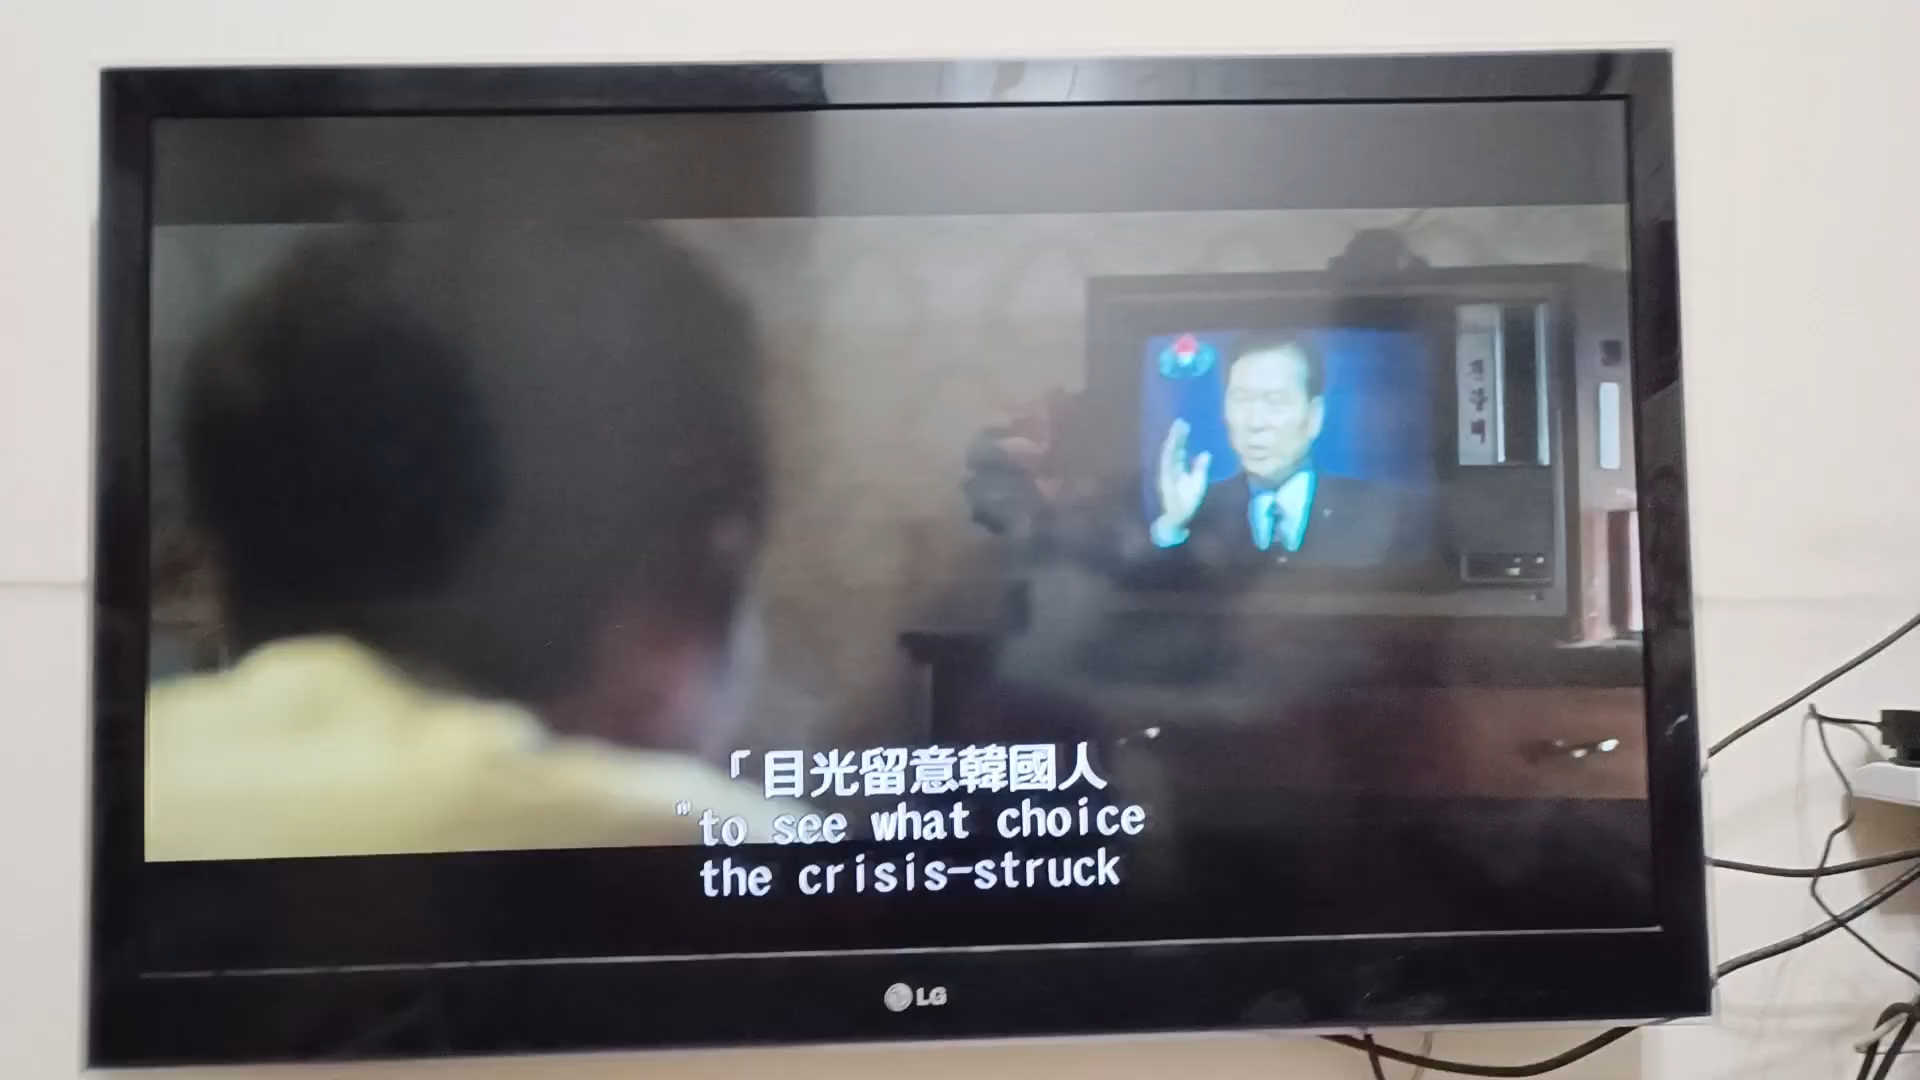 「目光留意韓國人
"to see what choice
the crisis-struck
LG